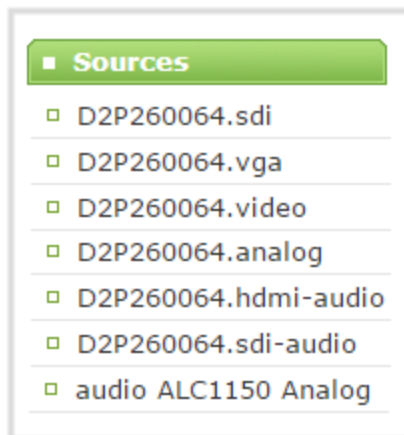 Sources
D2P260064.sdi
D2P260064.vga
D2P260064.video
D2P260064.analog
D2P260064.hdmi-audio
D2P260064.sdi-audio
audio ALC1150 Analog